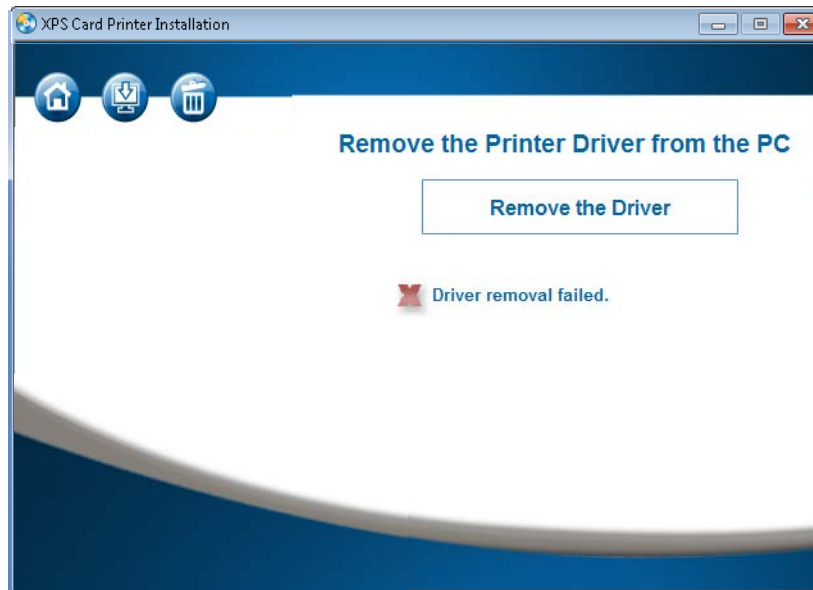 XPS Card Printer Installation
Remove the Printer Driver from the PC
Remove the Driver
Driver removal failed.